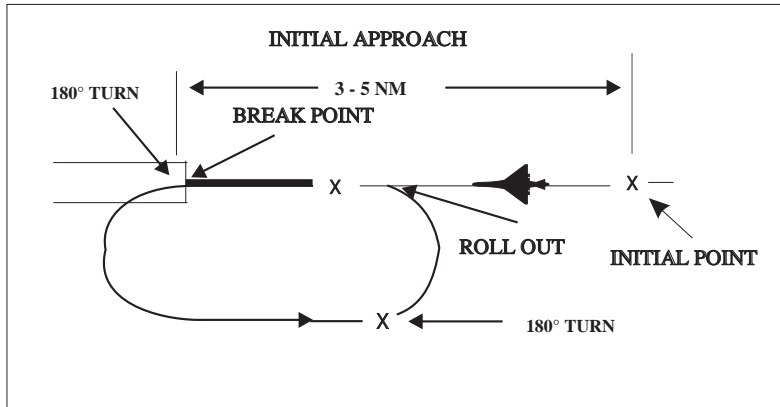 INITIAL APPROACH
3 - 5 NM
180° TURN
BREAK POINT
X
X
ROLL OUT
INITIAL POINT
X
180° TURN